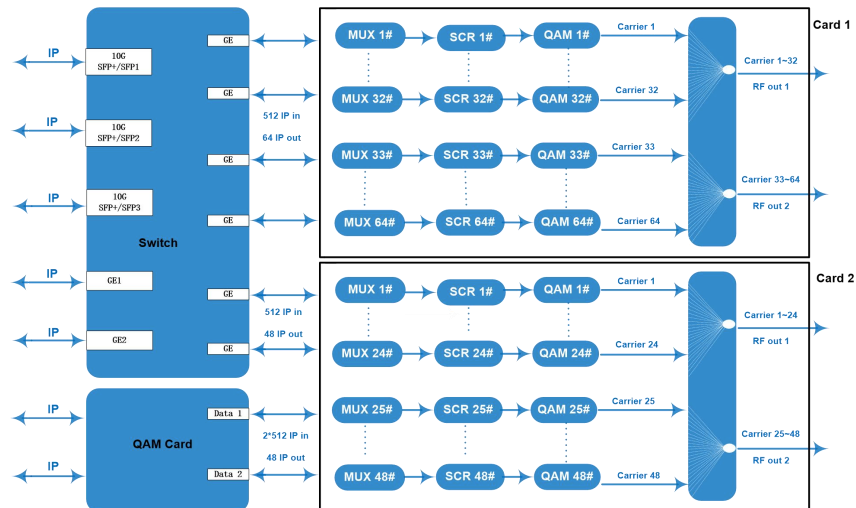 IP
10G
SFP+/SFP1
IP
10G
SFP+/SFP2
IP
10G
SFP+/SFP3
Switch
IP
GE1
IP
GE2
GE
GE
512 IP in
64 IP out
GE
GE
GE
512 IP in
48 IP out
GE
IP
IP
QAM Card
Data 1
2*512 IP in
48 IP out
Data 2
Card 1
MUX 1# SCR 1# QAM 1# Carrier 1
MUX 32# SCR 32# QAM 32# Carrier 32
MUX 33# SCR 33# QAM 33# Carrier 33
MUX 64# SCR 64# QAM 64# Carrier 64
Carrier 1~32
RF out 1
Carrier 33~64
RF out 2
Card 2
MUX 1# SCR 1# QAM 1# Carrier 1
MUX 24# SCR 24# QAM 24# Carrier 24
MUX 25# SCR 25# QAM 25# Carrier 25
MUX 48# SCR 48# QAM 48# Carrier 48
Carrier 1~24
RF out 1
Carrier 25~48
RF out 2